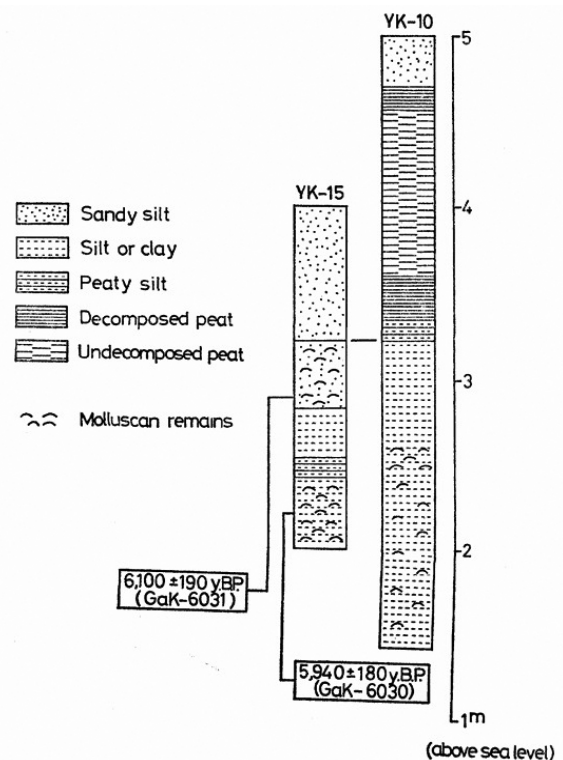 YK-10
5
4
3
2
1m
(above sea level)
YK-15
Sandy silt
Silt or clay
Peaty silt
Decomposed peat
Undecomposed peat
Molluscan remains
6,100 ±190 y.B.P.
(GaK-6031)
5,940±180y.B.P.
(GaK-6030)